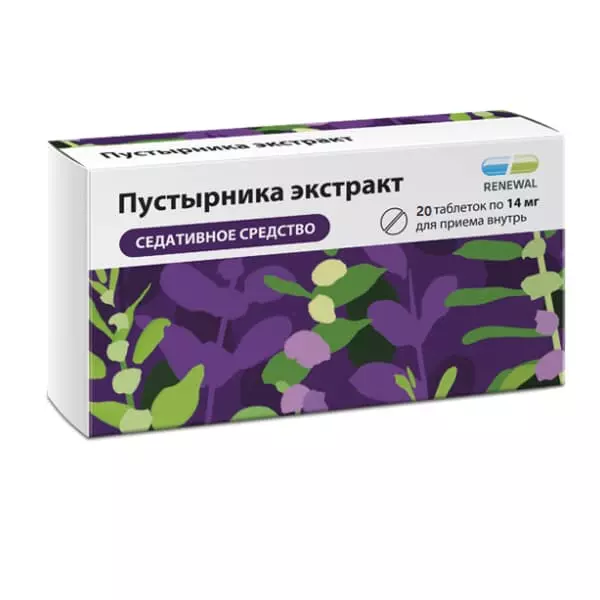 Пустырника экстракт
Пустырника экстракт
СЕДАТИВНОЕ СРЕДСТВО
RENEWAL
20 таблеток по 14 мг
для приема внутрь